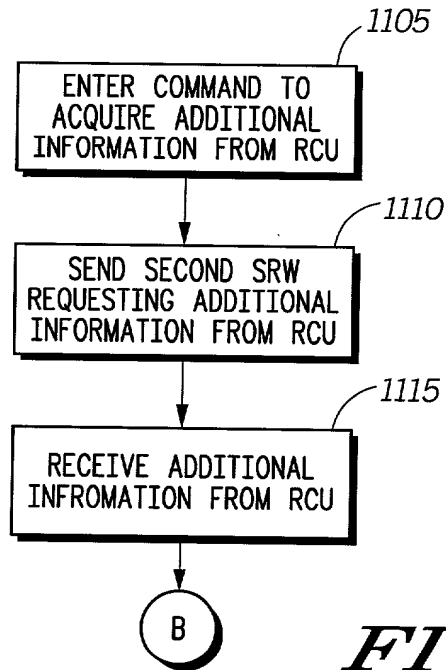 1105
ENTER COMMAND TO
ACQUIRE ADDITIONAL
INFORMATION FROM RCU
1110
SEND SECOND SRW
REQUESTING ADDITIONAL
INFORMATION FROM RCU
1115
RECEIVE ADDITIONAL
INFROMATION FROM RCU
B
FI